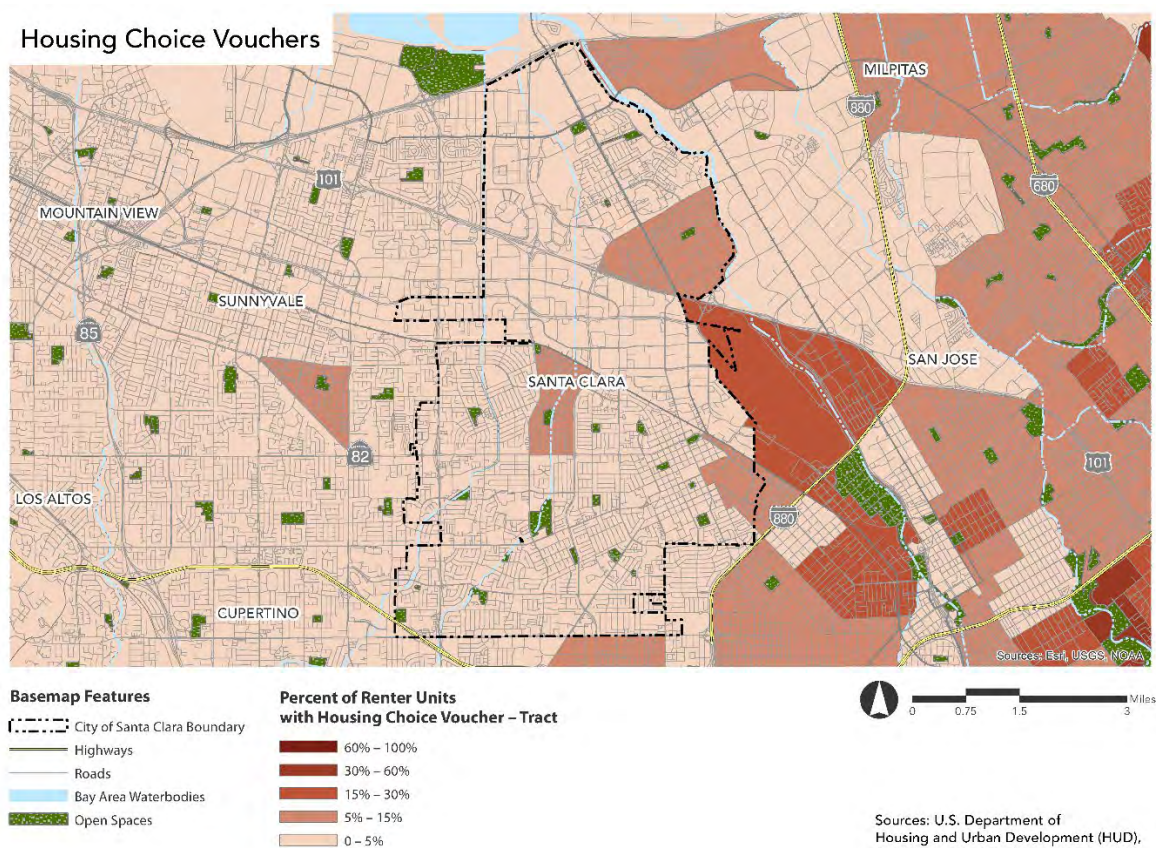 Housing Choice Vouchers
MILPITAS
880
101
680
MOUNTAIN VIEW
SUNNYVALE
85
SAN JOSE
SANTA CLARA
82
101
LOS ALTOS
880
CUPERTINO
Sources: Esri, USGS, NOAA
Basemap Features
City of Santa Clara Boundary
Highways
Roads
Bay Area Waterbodies
Open Spaces
Percent of Renter Units
with Housing Choice Voucher – Tract
60% – 100%
30% – 60%
15% – 30%
5% – 15%
0 – 5%
Miles
0 0.75 1.5 3
Sources: U.S. Department of
Housing and Urban Development (HUD),